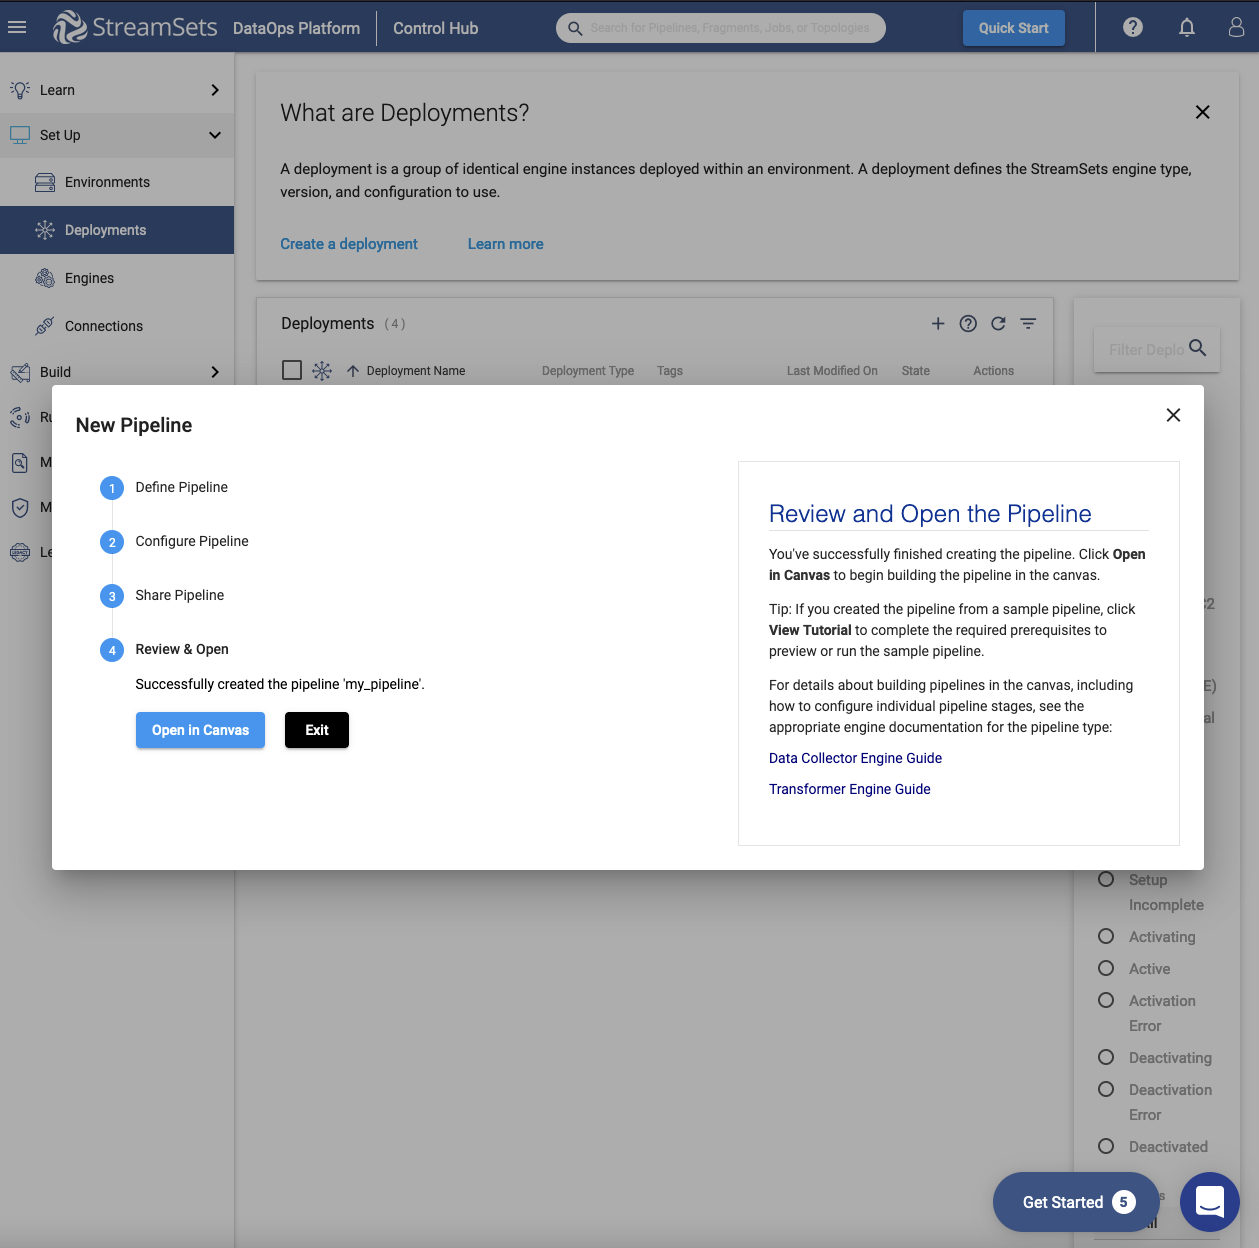 StreamSets DataOps Platform Control Hub
Search for Pipelines, Fragments, Jobs, or Topologies
Quick Start
Learn
Set Up
Environments
Deployments
Engines
Connections
Build
What are Deployments?
A deployment is a group of identical engine instances deployed within an environment. A deployment defines the StreamSets engine type,
version, and configuration to use.
Create a deployment Learn more
Deployments (4)
Deployment Name Deployment Type Tags Last Modified On State Actions
Filter Deplo
New Pipeline
1 Define Pipeline
2 Configure Pipeline
3 Share Pipeline
4 Review & Open
Successfully created the pipeline 'my_pipeline'.
Open in Canvas Exit
Review and Open the Pipeline
You've successfully finished creating the pipeline. Click Open
in Canvas to begin building the pipeline in the canvas.
Tip: If you created the pipeline from a sample pipeline, click
View Tutorial to complete the required prerequisites to
preview or run the sample pipeline.
For details about building pipelines in the canvas, including
how to configure individual pipeline stages, see the
appropriate engine documentation for the pipeline type:
Data Collector Engine Guide
Transformer Engine Guide
Setup
Incomplete
Activating
Active
Activation
Error
Deactivating
Deactivation
Error
Deactivated
Get Started 5